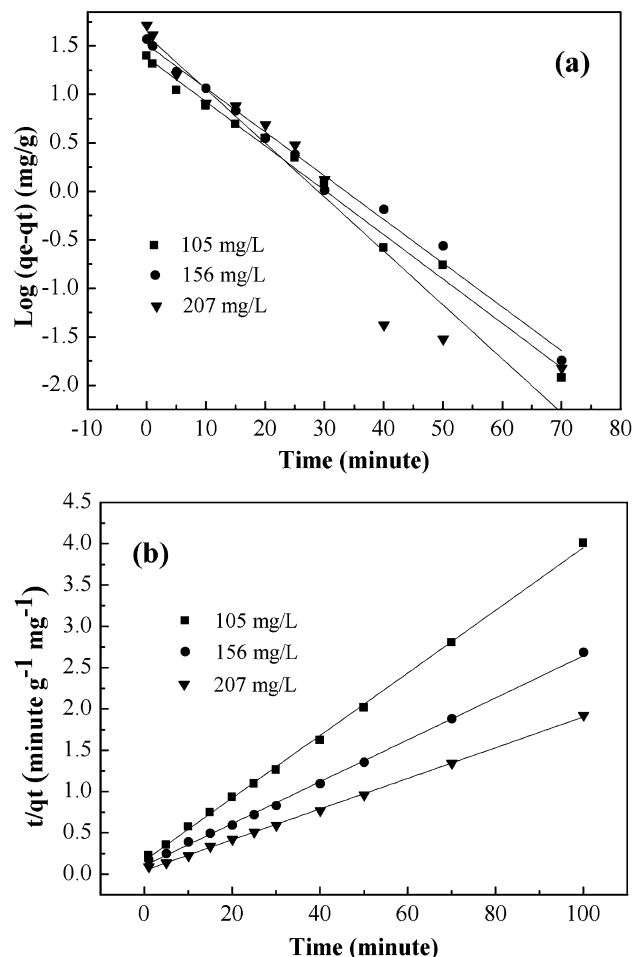 (a)
1.5
1.0
0.5
0.0
-0.5
-1.0
-1.5
-2.0
Log (qe-qt) (mg/g)
105 mg/L
156 mg/L
207 mg/L
-10 0 10 20 30 40 50 60 70 80
Time (minute)
(b)
4.0
3.5
3.0
2.5
2.0
1.5
1.0
0.5
0.0
t/qt (minute g⁻¹ mg⁻¹)
105 mg/L
156 mg/L
207 mg/L
0 20 40 60 80 100
Time (minute)